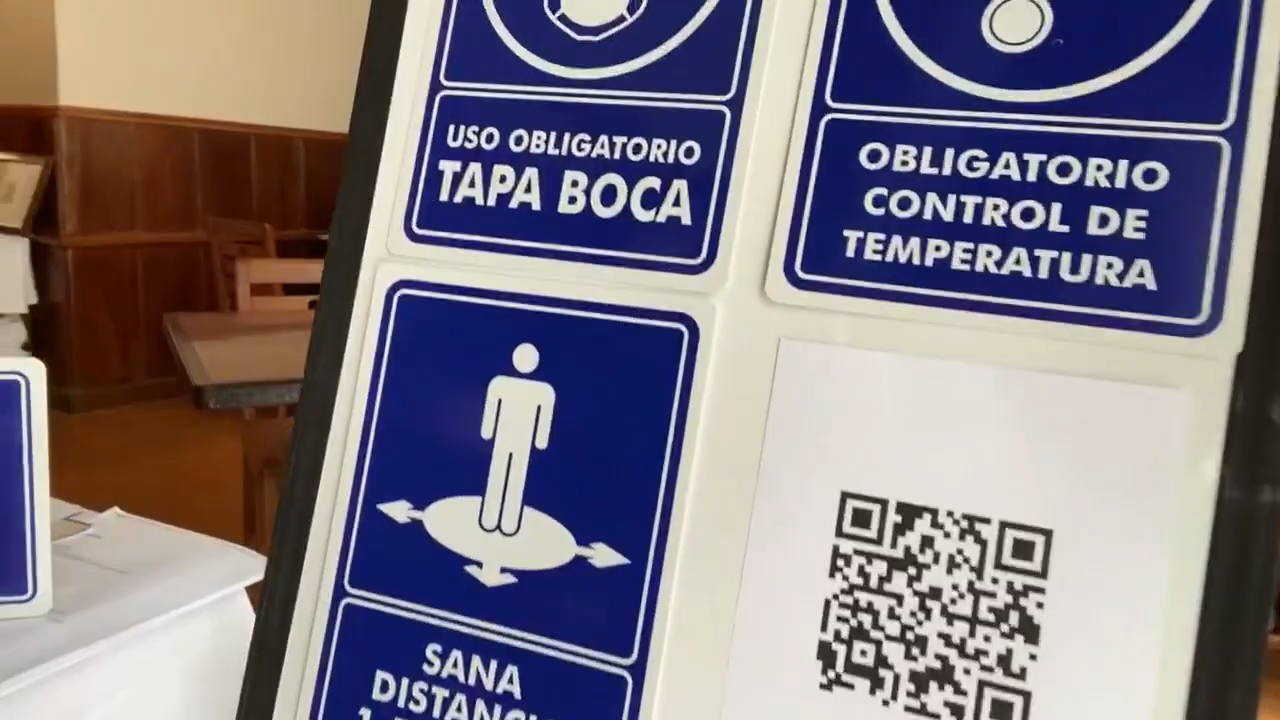 USO OBLIGATORIO
TAPA BOCA
OBLIGATORIO
CONTROL DE
TEMPERATURA
SANA